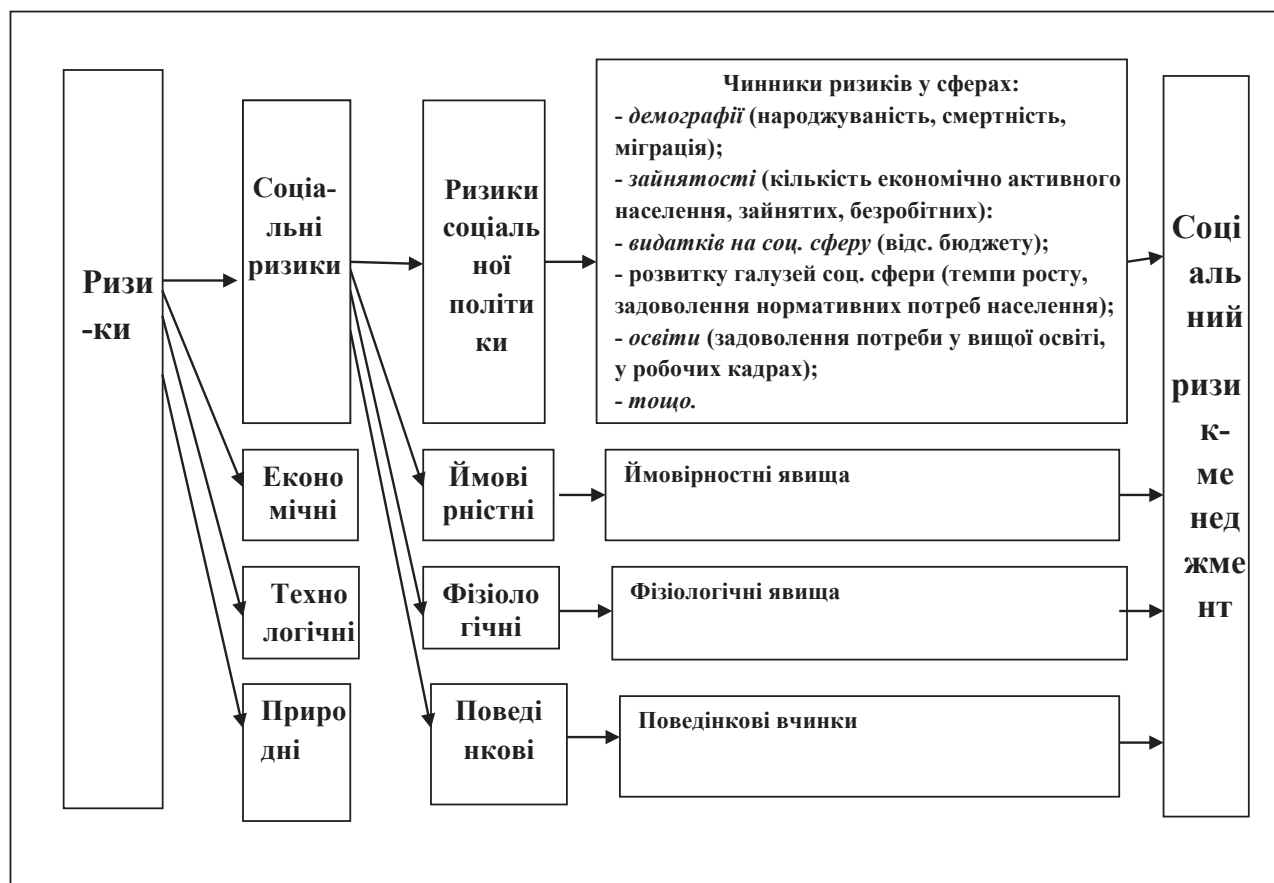 Ризи
-ки
Соціа-
льні
ризики
Еконо
мічні
Техно
логічні
Приро
дні
Ризики
соціаль
ної
політи
ки
Ймові
рністні
Фізіоло
гічні
Поведі
нкові
Чинники ризиків у сферах:
- демографії (народжуваність, смертність,
міграція);
- зайнятості (кількість економічно активного
населення, зайнятих, безробітних):
- видатків на соц. сферу (відс. бюджету);
- розвитку галузей соц. сфери (темпи росту,
задоволення нормативних потреб населення);
- освіти (задоволення потреби у вищої освіті,
у робочих кадрах);
- тощо.
Ймовірностні явища
Фізіологічні явища
Поведінкові вчинки
Соці
аль
ний
ризи
к-
ме
нед
жме
нт